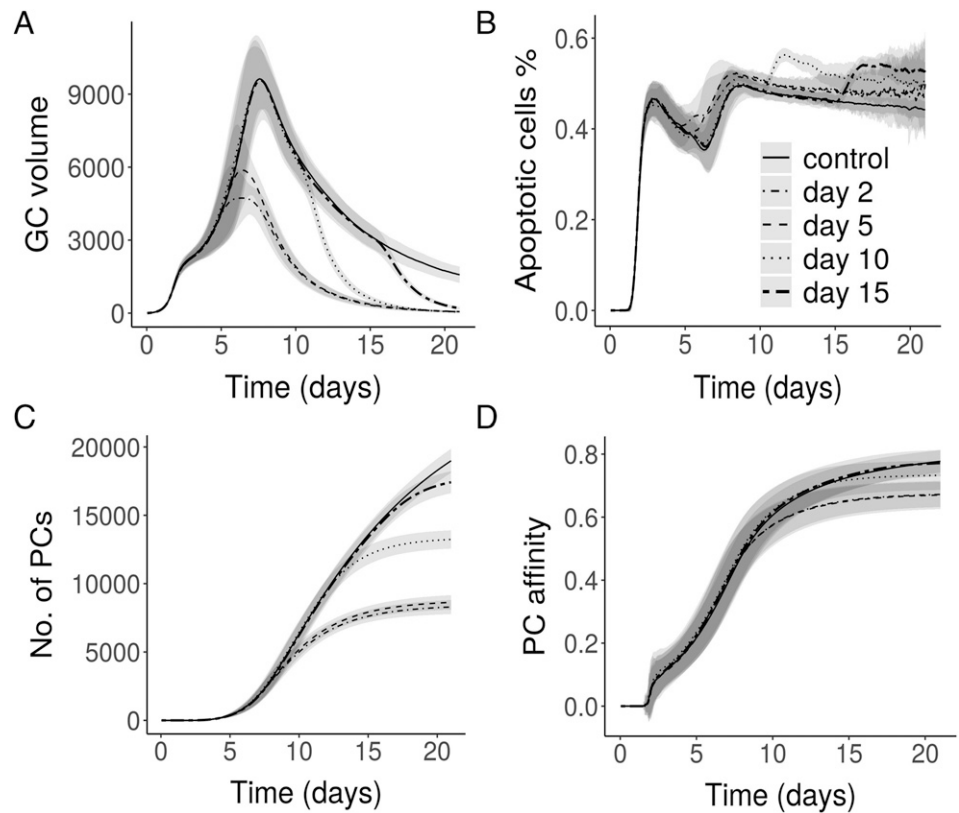 A
GC volume
9000
6000
3000
0
0 5 10 15 20
Time (days)
B
Apoptotic cells %
0.6
0.4
0.2
0.0
control
day 2
day 5
day 10
day 15
0 5 10 15 20
Time (days)
C
No. of PCs
20000
15000
10000
5000
0
0 5 10 15 20
Time (days)
D
PC affinity
0.8
0.6
0.4
0.2
0.0
0 5 10 15 20
Time (days)